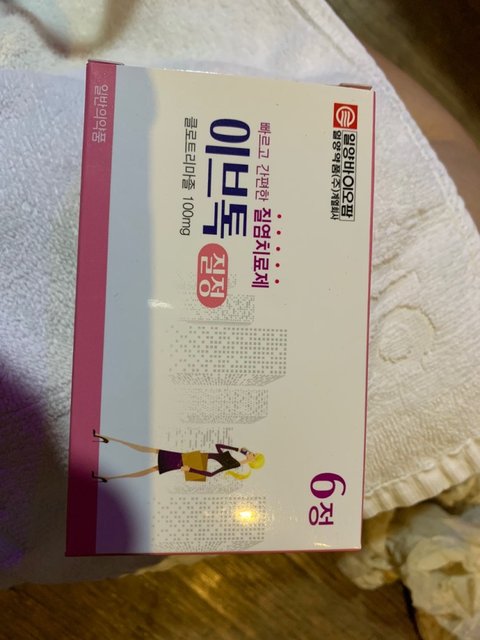 일양바이오팜
일양약품(주)계열회사
빠르고 간편한 질염치료제
이브톡 질정
클로트리마졸 100mg
6정
일반의약품